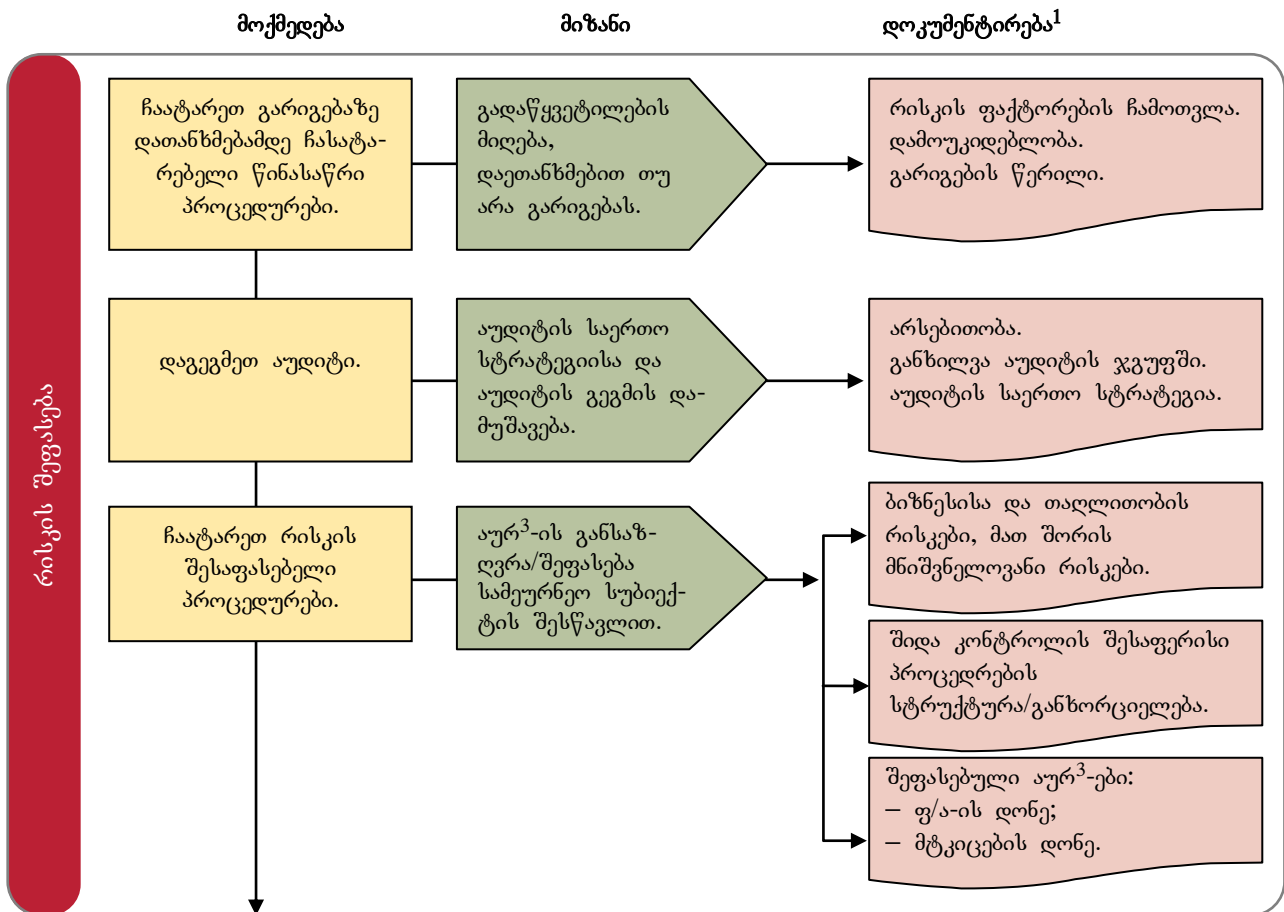 მოქმედება
მიზანი
დოკუმენტირება¹
რისკის შეფასება
ჩაატარეთ გარიგებაზე
დათანხმებამდე ჩასატა-
რებელი წინასაწრი
პროცედურები.
გადაწყვეტილების
მიღება,
დაეთანხმებით თუ
არა გარიგებას.
რისკის ფაქტორების ჩამოთვლა.
დამოუკიდებლობა.
გარიგების წერილი.
დაგეგმეთ აუდიტი.
აუდიტის საერთო
სტრატეგიისა და
აუდიტის გეგმის და-
მუშავება.
არსებითობა.
განხილვა აუდიტის ჯგუფში.
აუდიტის საერთო სტრატეგია.
ჩაატარეთ რისკის
შესაფასებელი
პროცედურები.
აურ³-ის განსაზ-
ღვრა/შეფასება
სამეურნეო სუბიექ-
ტის შესწავლით.
ბიზნესისა და თაღლითობის
რისკები, მათ შორის
მნიშვნელოვანი რისკები.
შიდა კონტროლის შესაფერისი
პროცედრების
სტრუქტურა/განხორციელება.
შეფასებული აურ³-ები:
– ფ/ა-ის დონე;
– მტკიცების დონე.